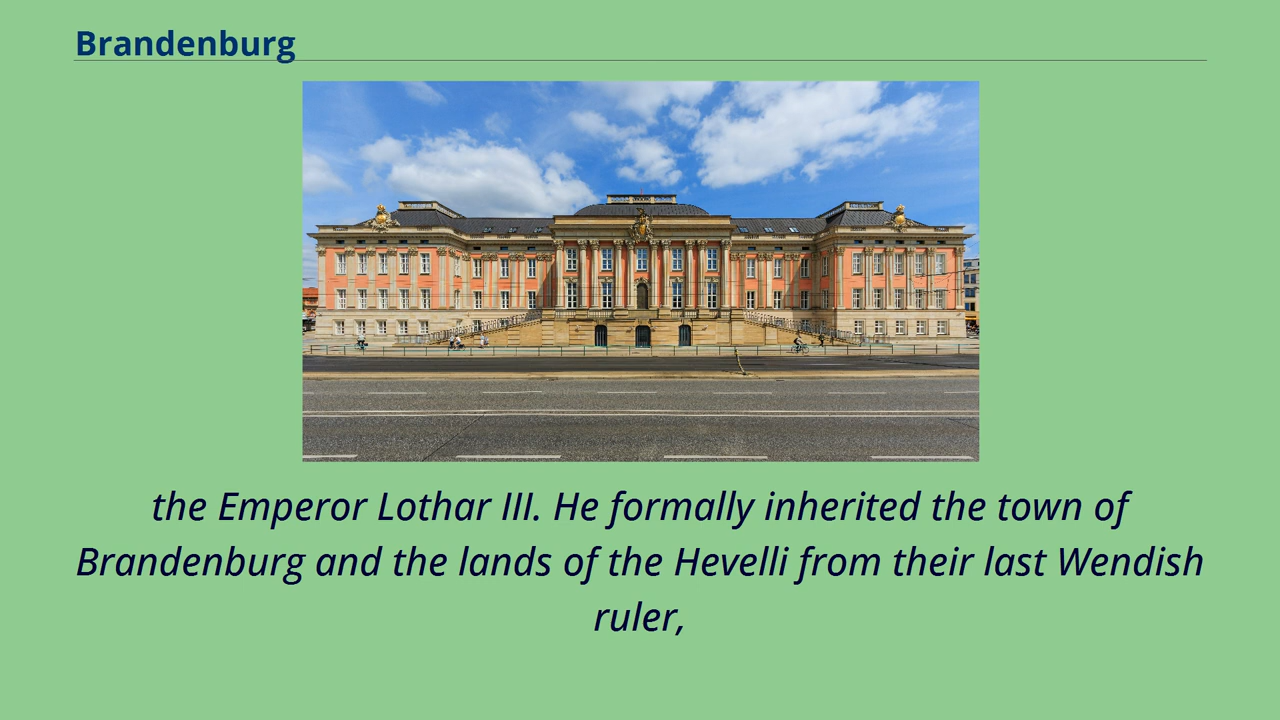 Brandenburg
the Emperor Lothar III. He formally inherited the town of
Brandenburg and the lands of the Hevelli from their last Wendish
ruler,